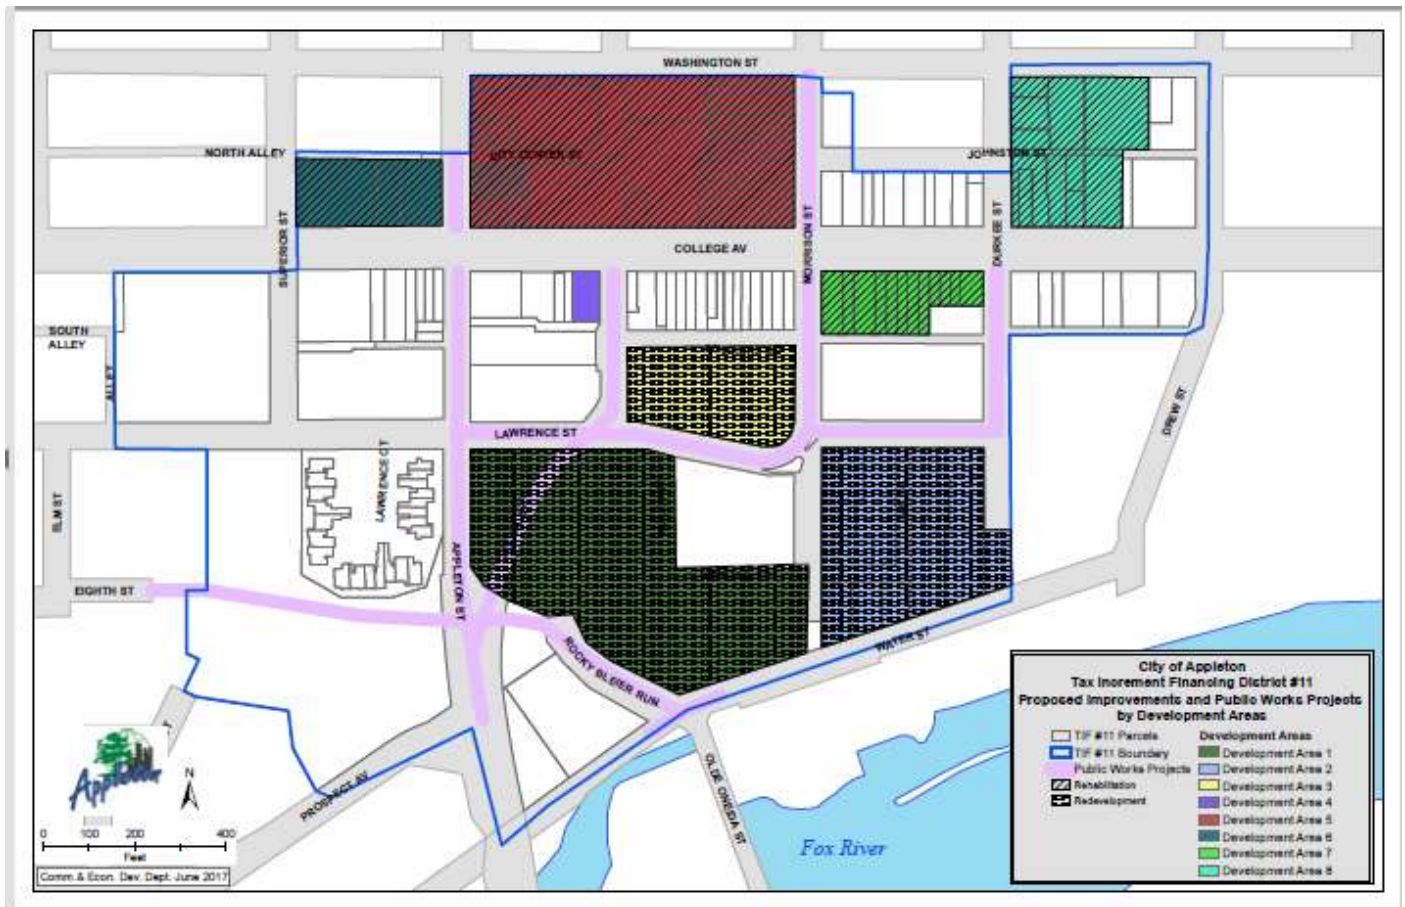 WASHINGTON ST
NORTH ALLEY
CITY CENTER ST
JOHNSTON ST
SUPERIOR ST
MORRISON ST
DURKEE ST
COLLEGE AV
SOUTH
ALLEY
ALLEY
LAWRENCE ST
LAWRENCE CT
DREW ST
ELM ST
EIGHTH ST
APPLETON ST
ROCKY BLEIER RUN
WATER ST
PROSPECT AV
OLDE ONEIDA ST
Fox River
Appleton
N
0 100 200 400
Feet
Comm & Econ. Dev. Dept. June 2017
City of Appleton
Tax Increment Financing District #11
Proposed Improvements and Public Works Projects
by Development Areas
TIF #11 Parcels
TIF #11 Boundary
Public Works Projects
Rehabilitation
Redevelopment
Development Areas
Development Area 1
Development Area 2
Development Area 3
Development Area 4
Development Area 5
Development Area 6
Development Area 7
Development Area 8